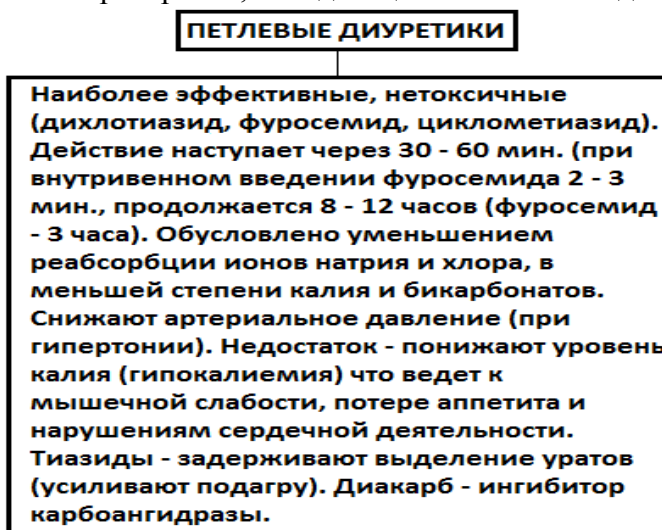 ПЕТЛЕВЫЕ ДИУРЕТИКИ
Наиболее эффективные, нетоксичные
(дихлотиазид, фуросемид, циклометиазид).
Действие наступает через 30 - 60 мин. (при
внутривенном введении фуросемида 2 - 3
мин., продолжается 8 - 12 часов (фуросемид
- 3 часа). Обусловлено уменьшением
реабсорбции ионов натрия и хлора, в
меньшей степени калия и бикарбонатов.
Снижают артериальное давление (при
гипертонии). Недостаток - понижают уровень
калия (гипокалиемия) что ведет к
мышечной слабости, потере аппетита и
нарушениям сердечной деятельности.
Тиазиды - задерживают выделение уратов
(усиливают подагру). Диакарб - ингибитор
карбоангидразы.